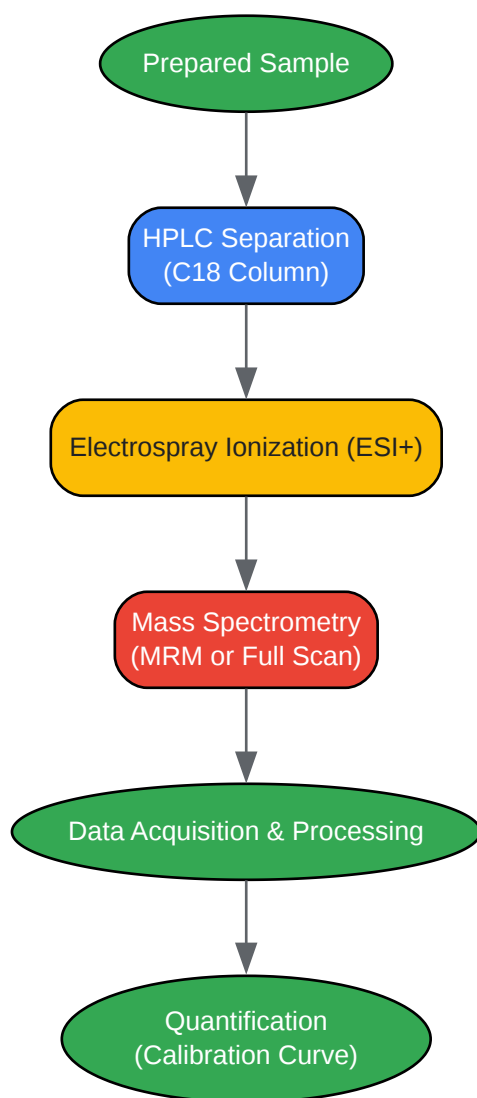 Prepared Sample
HPLC Separation
(C18 Column)
Electrospray Ionization (ESI+)
Mass Spectrometry
(MRM or Full Scan)
Data Acquisition & Processing
Quantification
(Calibration Curve)